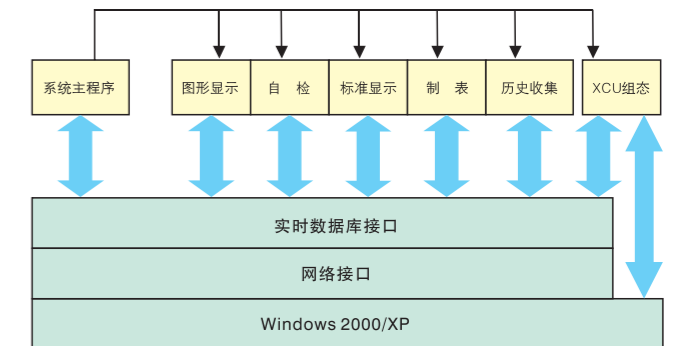 系统主程序 图形显示 自 检 标准显示 制 表 历史收集 XCU组态
实时数据库接口
网络接口
Windows 2000/XP